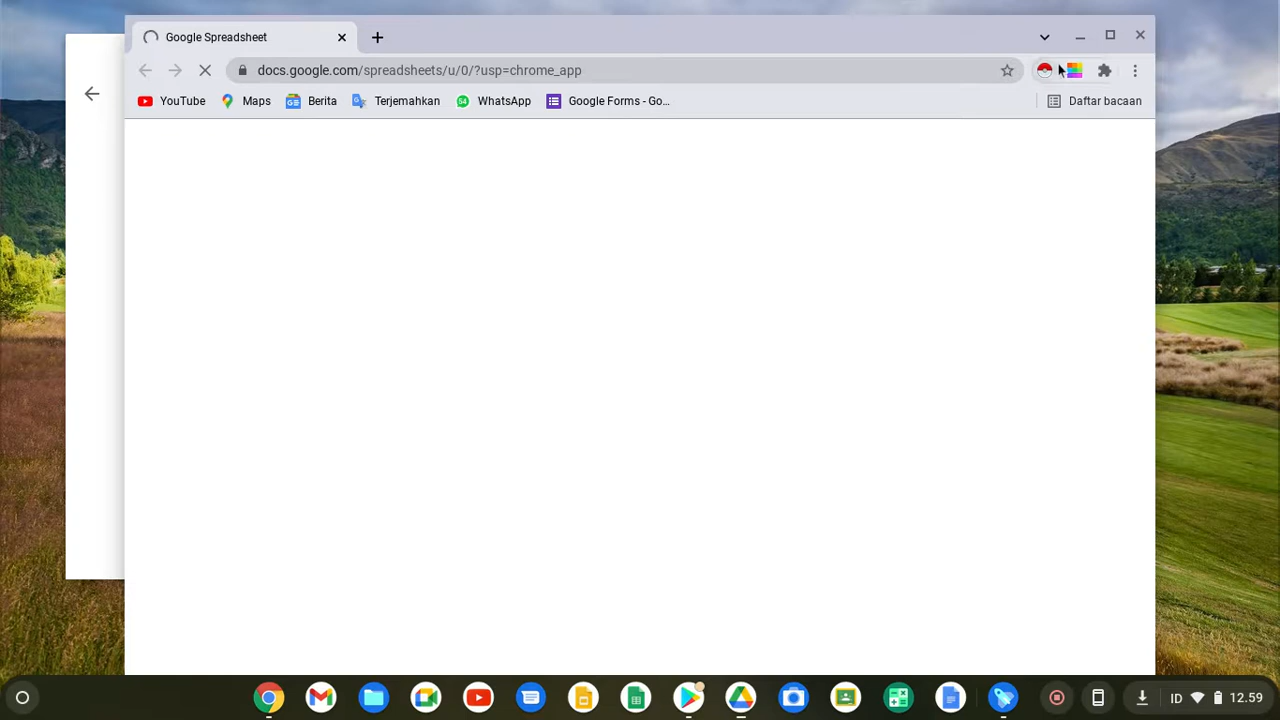 Google Spreadsheet
docs.google.com/spreadsheets/u/0/?usp=chrome_app
YouTube Maps Berita Terjemahkan WhatsApp Google Forms - Go... Daftar bacaan
ID 12.59